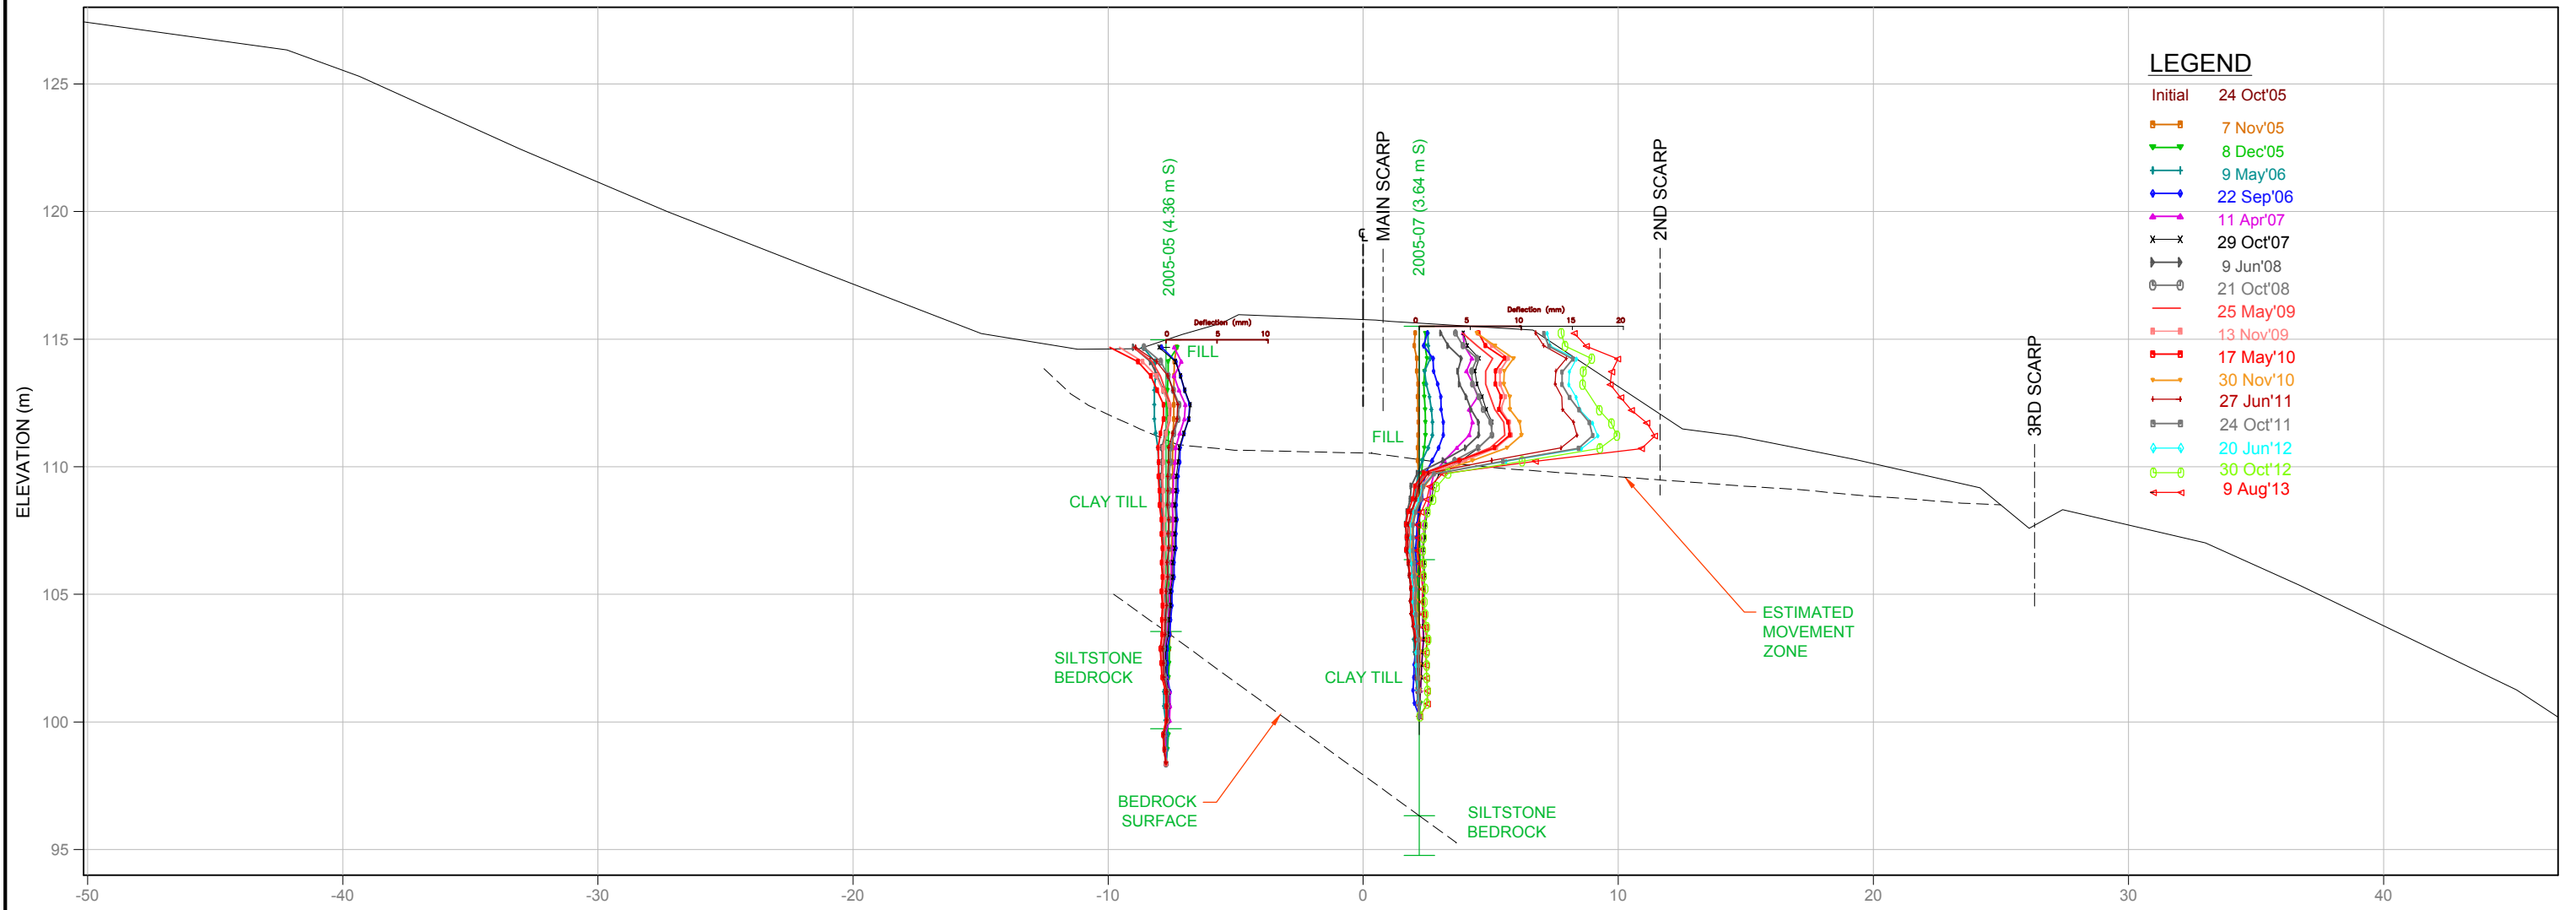 LEGEND
Initial 24 Oct'05
7 Nov'05
8 Dec'05
9 May'06
22 Sep'06
11 Apr'07
29 Oct'07
9 Jun'08
21 Oct'08
25 May'09
13 Nov'09
17 May'10
30 Nov'10
27 Jun'11
24 Oct'11
20 Jun'12
30 Oct'12
9 Aug'13
ELEVATION (m)
125
120
115
110
105
100
95
-50 -40 -30 -20 -10 0 10 20 30 40
2005-05 (4.36 m S)
℄
MAIN SCARP
2005-07 (3.64 m S)
2ND SCARP
3RD SCARP
Deflection (mm)
0 5 10
Deflection (mm)
0 5 10 15 20
FILL
FILL
CLAY TILL
SILTSTONE
BEDROCK
CLAY TILL
ESTIMATED
MOVEMENT
ZONE
BEDROCK
SURFACE
SILTSTONE
BEDROCK